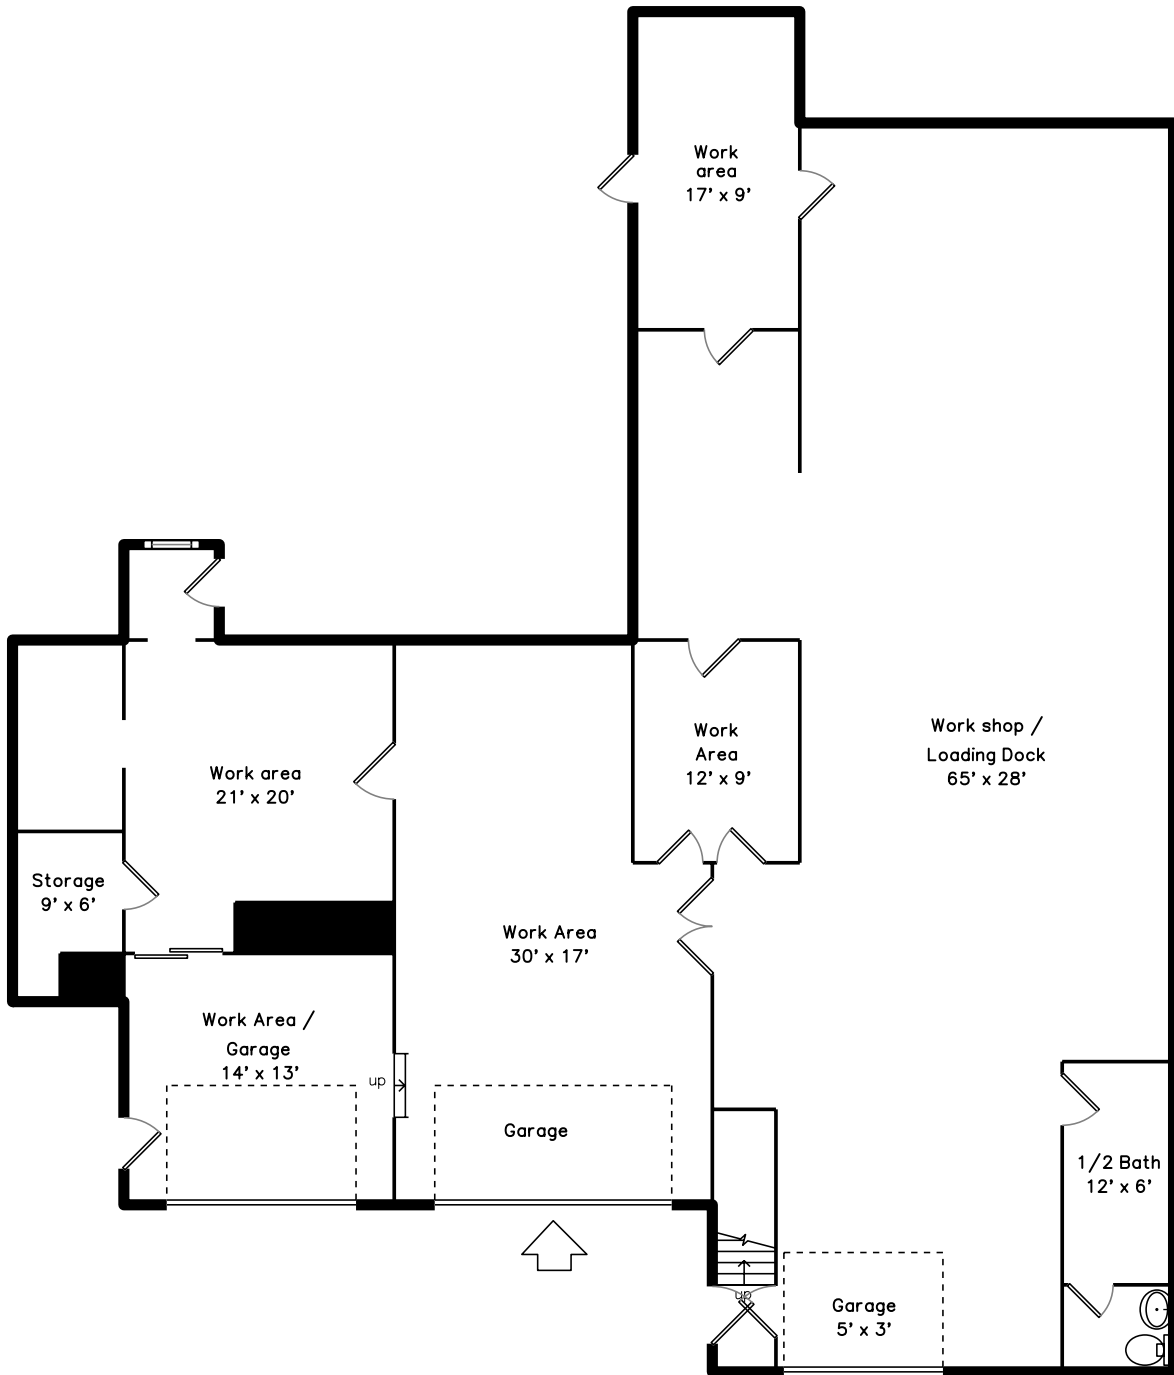 Work
area
17' x 9'
Work
Area
12' x 9'
Work shop /
Loading Dock
65' x 28'
Work area
21' x 20'
Storage
9' x 6'
Work Area
30' x 17'
Work Area /
Garage
14' x 13'
up
Garage
1/2 Bath
12' x 6'
up
Garage
5' x 3'